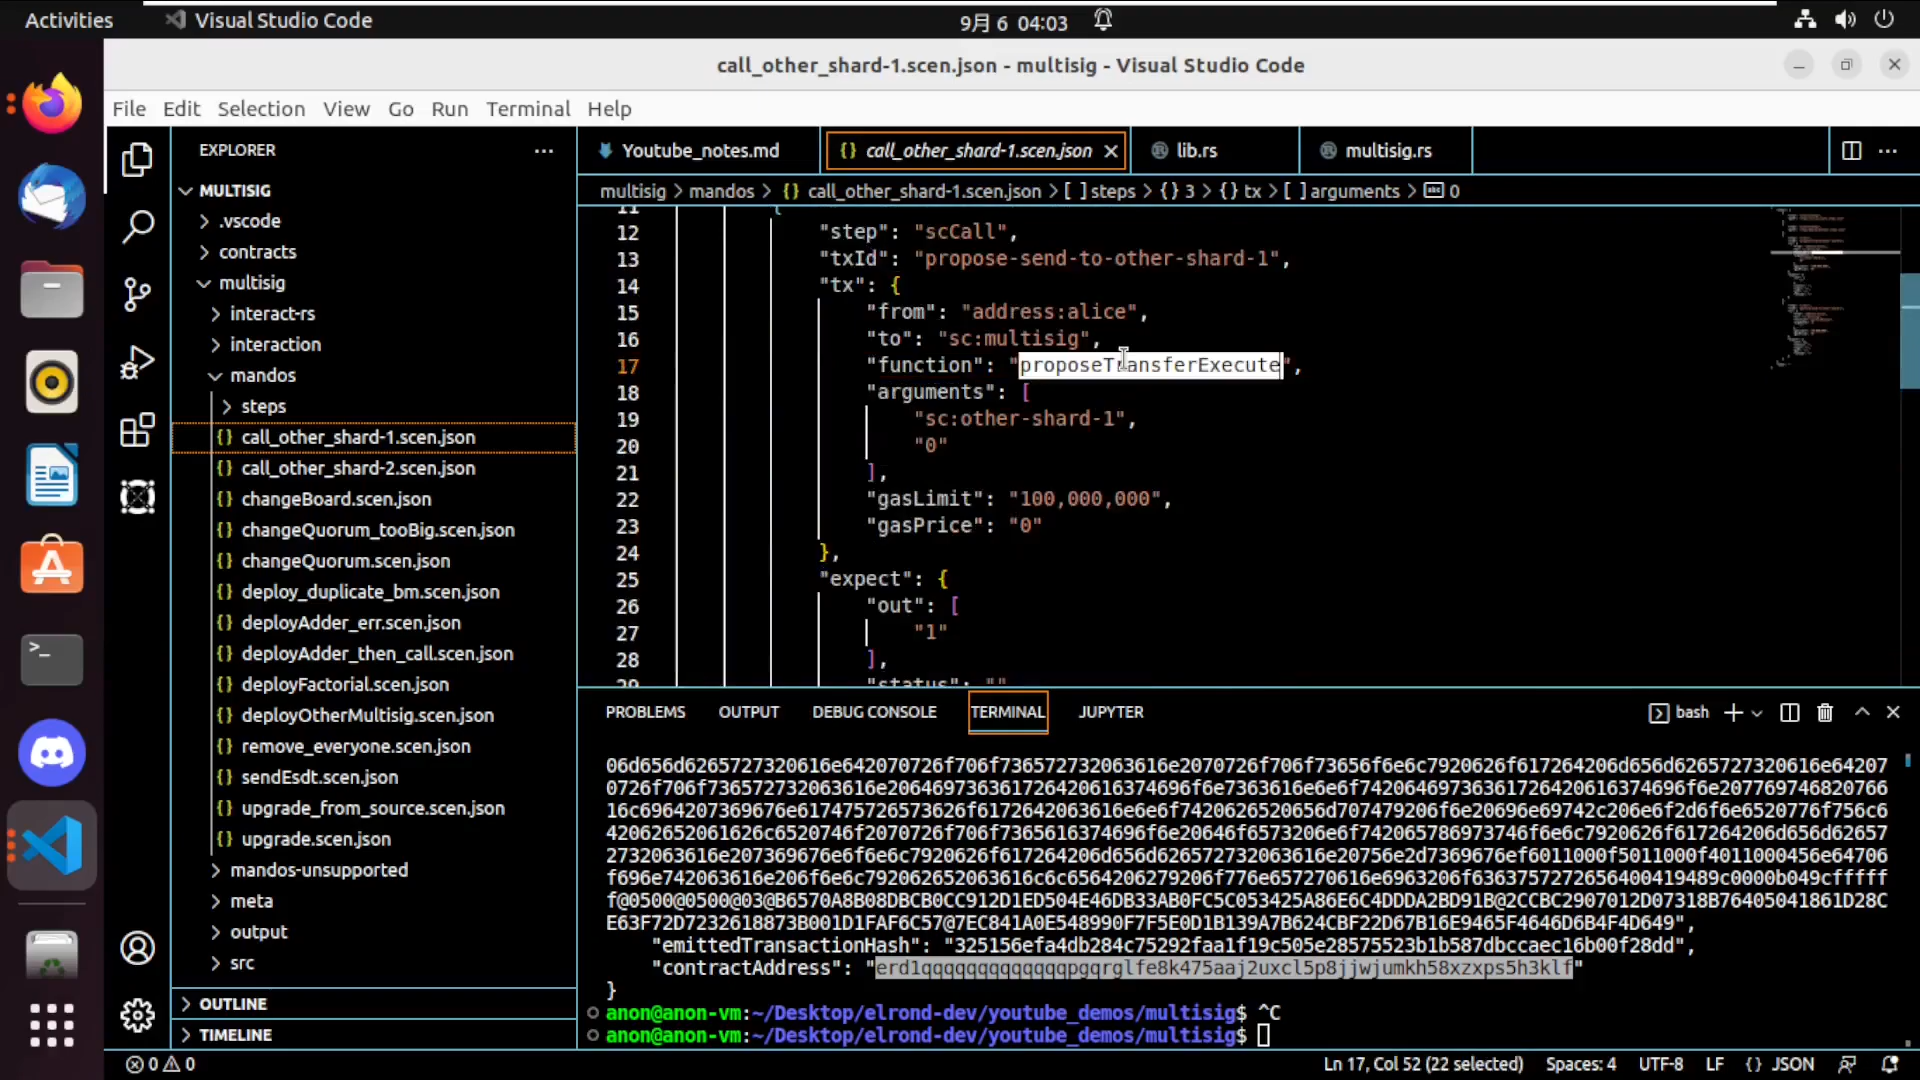 Activities
Visual Studio Code
9月 6 04:03
call_other_shard-1.scen.json - multisig - Visual Studio Code
File Edit Selection View Go Run Terminal Help
EXPLORER
MULTISIG
.vscode
contracts
multisig
interact-rs
interaction
mandos
steps
call_other_shard-1.scen.json
call_other_shard-2.scen.json
changeBoard.scen.json
changeQuorum_tooBig.scen.json
changeQuorum.scen.json
deploy_duplicate_bm.scen.json
deployAdder_err.scen.json
deployAdder_then_call.scen.json
deployFactorial.scen.json
deployOtherMultisig.scen.json
remove_everyone.scen.json
sendEsdt.scen.json
upgrade_from_source.scen.json
upgrade.scen.json
mandos-unsupported
meta
output
src
OUTLINE
TIMELINE
Youtube_notes.md
{} call_other_shard-1.scen.json
lib.rs
multisig.rs
multisig > mandos > {} call_other_shard-1.scen.json > [ ] steps > {} 3 > {} tx > [ ] arguments > abc 0
12 "step": "scCall",
13 "txId": "propose-send-to-other-shard-1",
14 "tx": {
15 "from": "address:alice",
16 "to": "sc:multisig",
17 "function": "proposeTransferExecute",
18 "arguments": [
19 "sc:other-shard-1",
20 "0"
21 ],
22 "gasLimit": "100,000,000",
23 "gasPrice": "0"
24 },
25 "expect": {
26 "out": [
27 "1"
28 ],
29 "status": ""
PROBLEMS OUTPUT DEBUG CONSOLE TERMINAL JUPYTER
bash
"emittedTransactionHash": "325156efa4db284c75292faa1f19c505e28575523b1b587dbccaec16b00f28dd",
"contractAddress": "erd1qqqqqqqqqqqqqpgqrglfe8k475aaj2uxcl5p8jjwjumkh58xzxps5h3klf"
}
anon@anon-vm:~/Desktop/elrond-dev/youtube_demos/multisig$ ^C
anon@anon-vm:~/Desktop/elrond-dev/youtube_demos/multisig$
0 0
Ln 17, Col 52 (22 selected) Spaces: 4 UTF-8 LF {} JSON